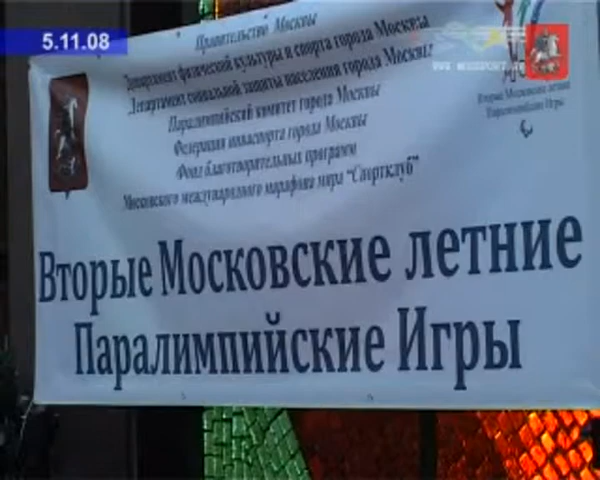 5.11.08
Правительство Москвы
Департамент физической культуры и спорта города Москвы
Департамент социальной защиты населения города Москвы
Паралимпийский комитет города Москвы
Федерация инваспорта города Москвы
Фонд благотворительных программ
Московского международного марафона мира "Спортклуб"
Вторые Московские летние
Паралимпийские Игры
Вторые Московские летние
Паралимпийские Игры